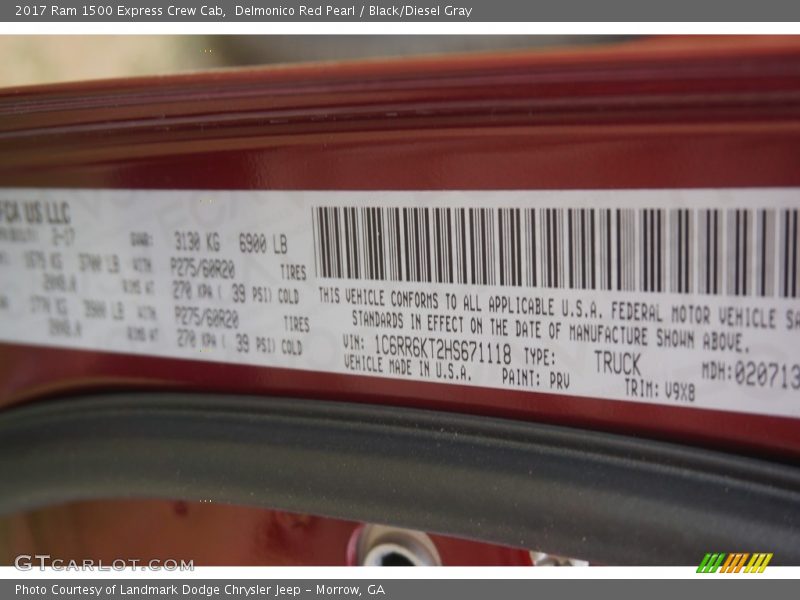 2017 Ram 1500 Express Crew Cab,  Delmonico Red Pearl / Black/Diesel Gray
FCA US LLC
2-17
3130 KG 6900 LB
P275/60R20 TIRES
270 KPA ( 39 PSI) COLD
P275/60R20 TIRES
270 KPA ( 39 PSI) COLD
THIS VEHICLE CONFORMS TO ALL APPLICABLE U.S.A. FEDERAL MOTOR VEHICLE SA
STANDARDS IN EFFECT ON THE DATE OF MANUFACTURE SHOWN ABOVE.
VIN: 1C6RR6KT2HS671118 TYPE: TRUCK MDH:020713
VEHICLE MADE IN U.S.A. PAINT: PRV TRIM: V9X8
GTcarlot.com
Photo Courtesy of Landmark Dodge Chrysler Jeep - Morrow, GA